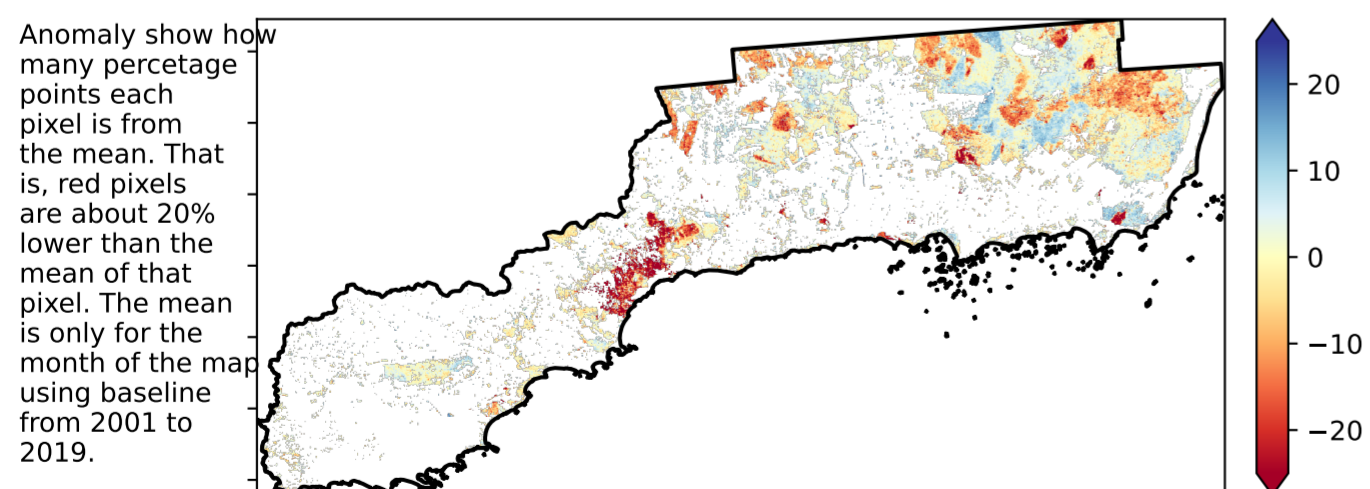 Anomaly show how
many percetage
points each
pixel is from
the mean. That
is, red pixels
are about 20%
lower than the
mean of that
pixel. The mean
is only for the
month of the map
using baseline
from 2001 to
2019.
20
10
0
−10
−20